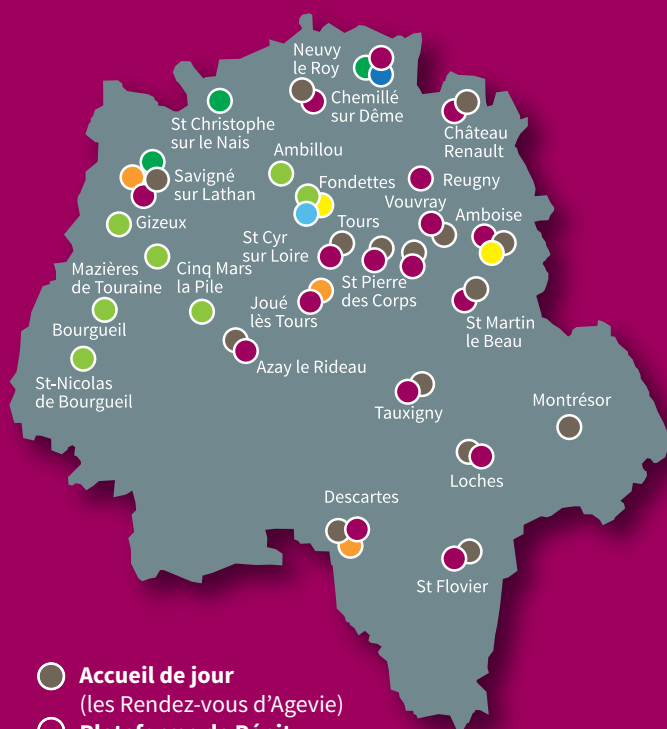 Neuvy
le Roy
Chemillé
sur Dême
St Christophe
sur le Nais
Château
Renault
Ambillou
Savigné
sur Lathan
Fondettes
Reugny
Vouvray
Amboise
Gizeux
Tours
St Cyr
sur Loire
Mazières
de Touraine
Cinq Mars
la Pile
St Pierre
des Corps
Joué
lès Tours
Bourgueil
St Martin
le Beau
Azay le Rideau
St-Nicolas
de Bourgueil
Tauxigny
Montrésor
Loches
Descartes
St Flovier
Accueil de jour
(les Rendez-vous d'Agevie)